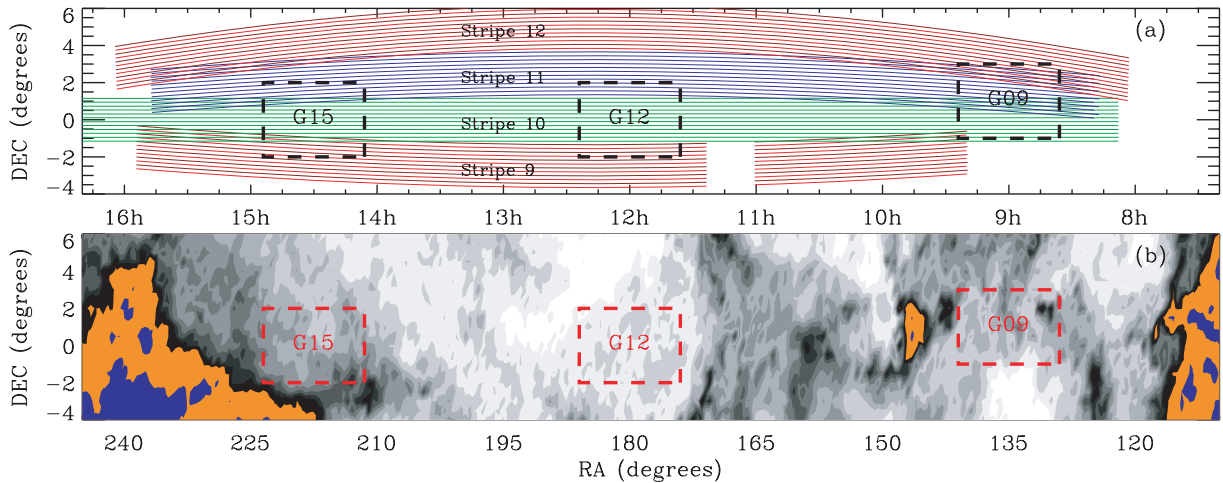 6
Stripe 12
(a)
4
Stripe 11
2
G15
G12
G09
0
Stripe 10
−2
Stripe 9
−4
DEC (degrees)
16h 15h 14h 13h 12h 11h 10h 9h 8h
6
(b)
4
2
G15
G12
G09
0
−2
−4
DEC (degrees)
240 225 210 195 180 165 150 135 120
RA (degrees)